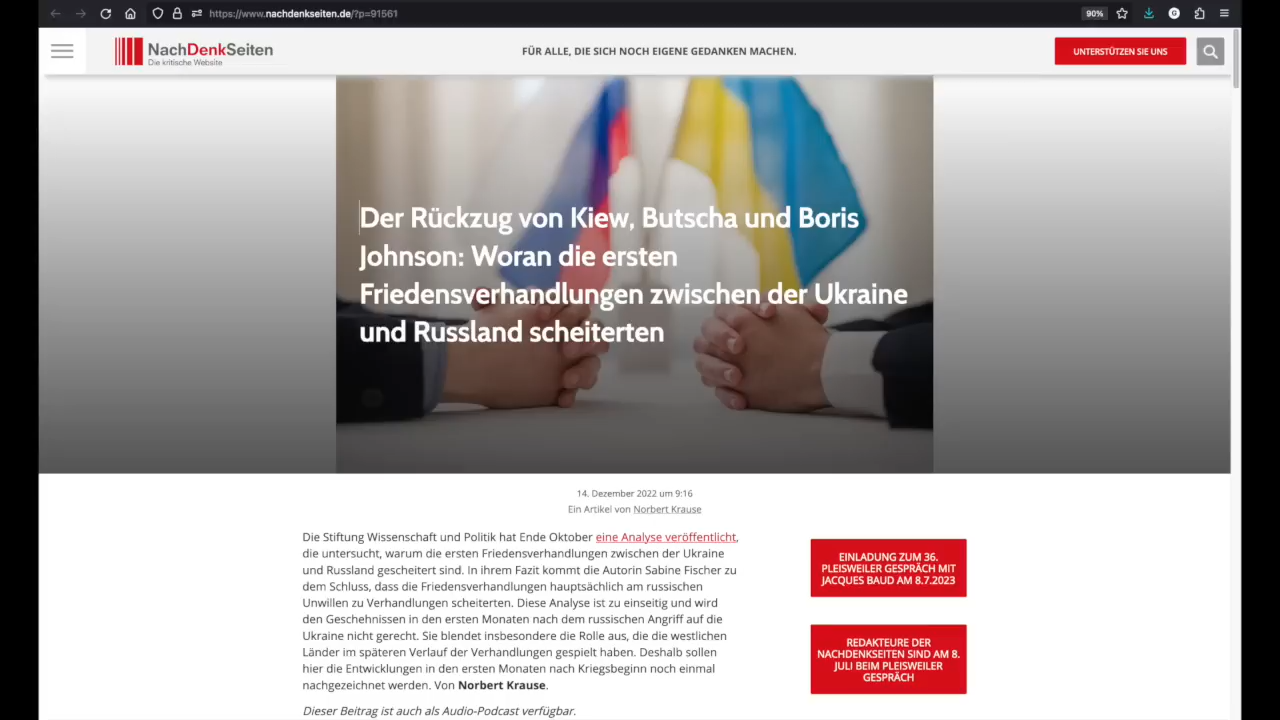 https://www.nachdenkseiten.de/?p=91561
90%
NachDenkSeiten
Die kritische Website
FÜR ALLE, DIE SICH NOCH EIGENE GEDANKEN MACHEN.
UNTERSTÜTZEN SIE UNS
Der Rückzug von Kiew, Butscha und Boris
Johnson: Woran die ersten
Friedensverhandlungen zwischen der Ukraine
und Russland scheiterten
14. Dezember 2022 um 9:16
Ein Artikel von Norbert Krause
Die Stiftung Wissenschaft und Politik hat Ende Oktober eine Analyse veröffentlicht,
die untersucht, warum die ersten Friedensverhandlungen zwischen der Ukraine
und Russland gescheitert sind. In ihrem Fazit kommt die Autorin Sabine Fischer zu
dem Schluss, dass die Friedensverhandlungen hauptsächlich am russischen
Unwillen zu Verhandlungen scheiterten. Diese Analyse ist zu einseitig und wird
den Geschehnissen in den ersten Monaten nach dem russischen Angriff auf die
Ukraine nicht gerecht. Sie blendet insbesondere die Rolle aus, die die westlichen
Länder im späteren Verlauf der Verhandlungen gespielt haben. Deshalb sollen
hier die Entwicklungen in den ersten Monaten nach Kriegsbeginn noch einmal
nachgezeichnet werden. Von Norbert Krause.
Dieser Beitrag ist auch als Audio-Podcast verfügbar.
EINLADUNG ZUM 36.
PLEISWEILER GESPRÄCH MIT
JACQUES BAUD AM 8.7.2023
REDAKTEURE DER
NACHDENKSEITEN SIND AM 8.
JULI BEIM PLEISWEILER
GESPRÄCH